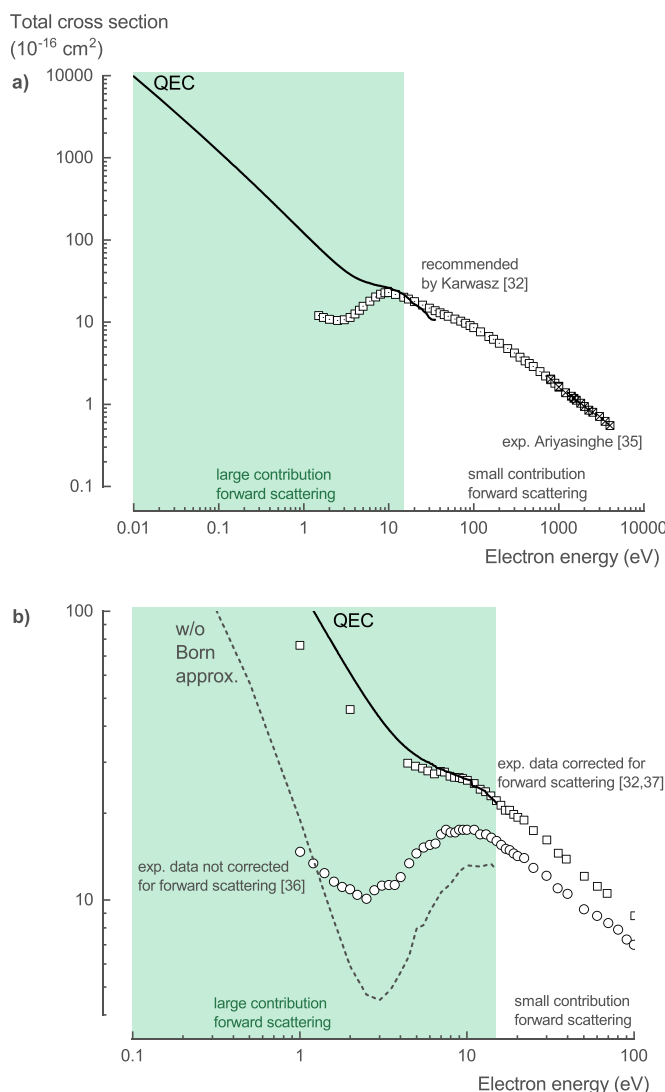 Total cross section
(10⁻¹⁶ cm²)
a)
10000
1000
100
10
1
0.1
QEC
recommended
by Karwasz [32]
exp. Ariyasinghe [35]
large contribution
forward scattering
small contribution
forward scattering
0.01
0.1
1
10
100
1000
10000
Electron energy (eV)
b)
100
10
w/o
Born
approx.
QEC
exp. data corrected for
forward scattering [32,37]
exp. data not corrected
for forward scattering [36]
large contribution
forward scattering
small contribution
forward scattering
0.1
1
10
100
Electron energy (eV)